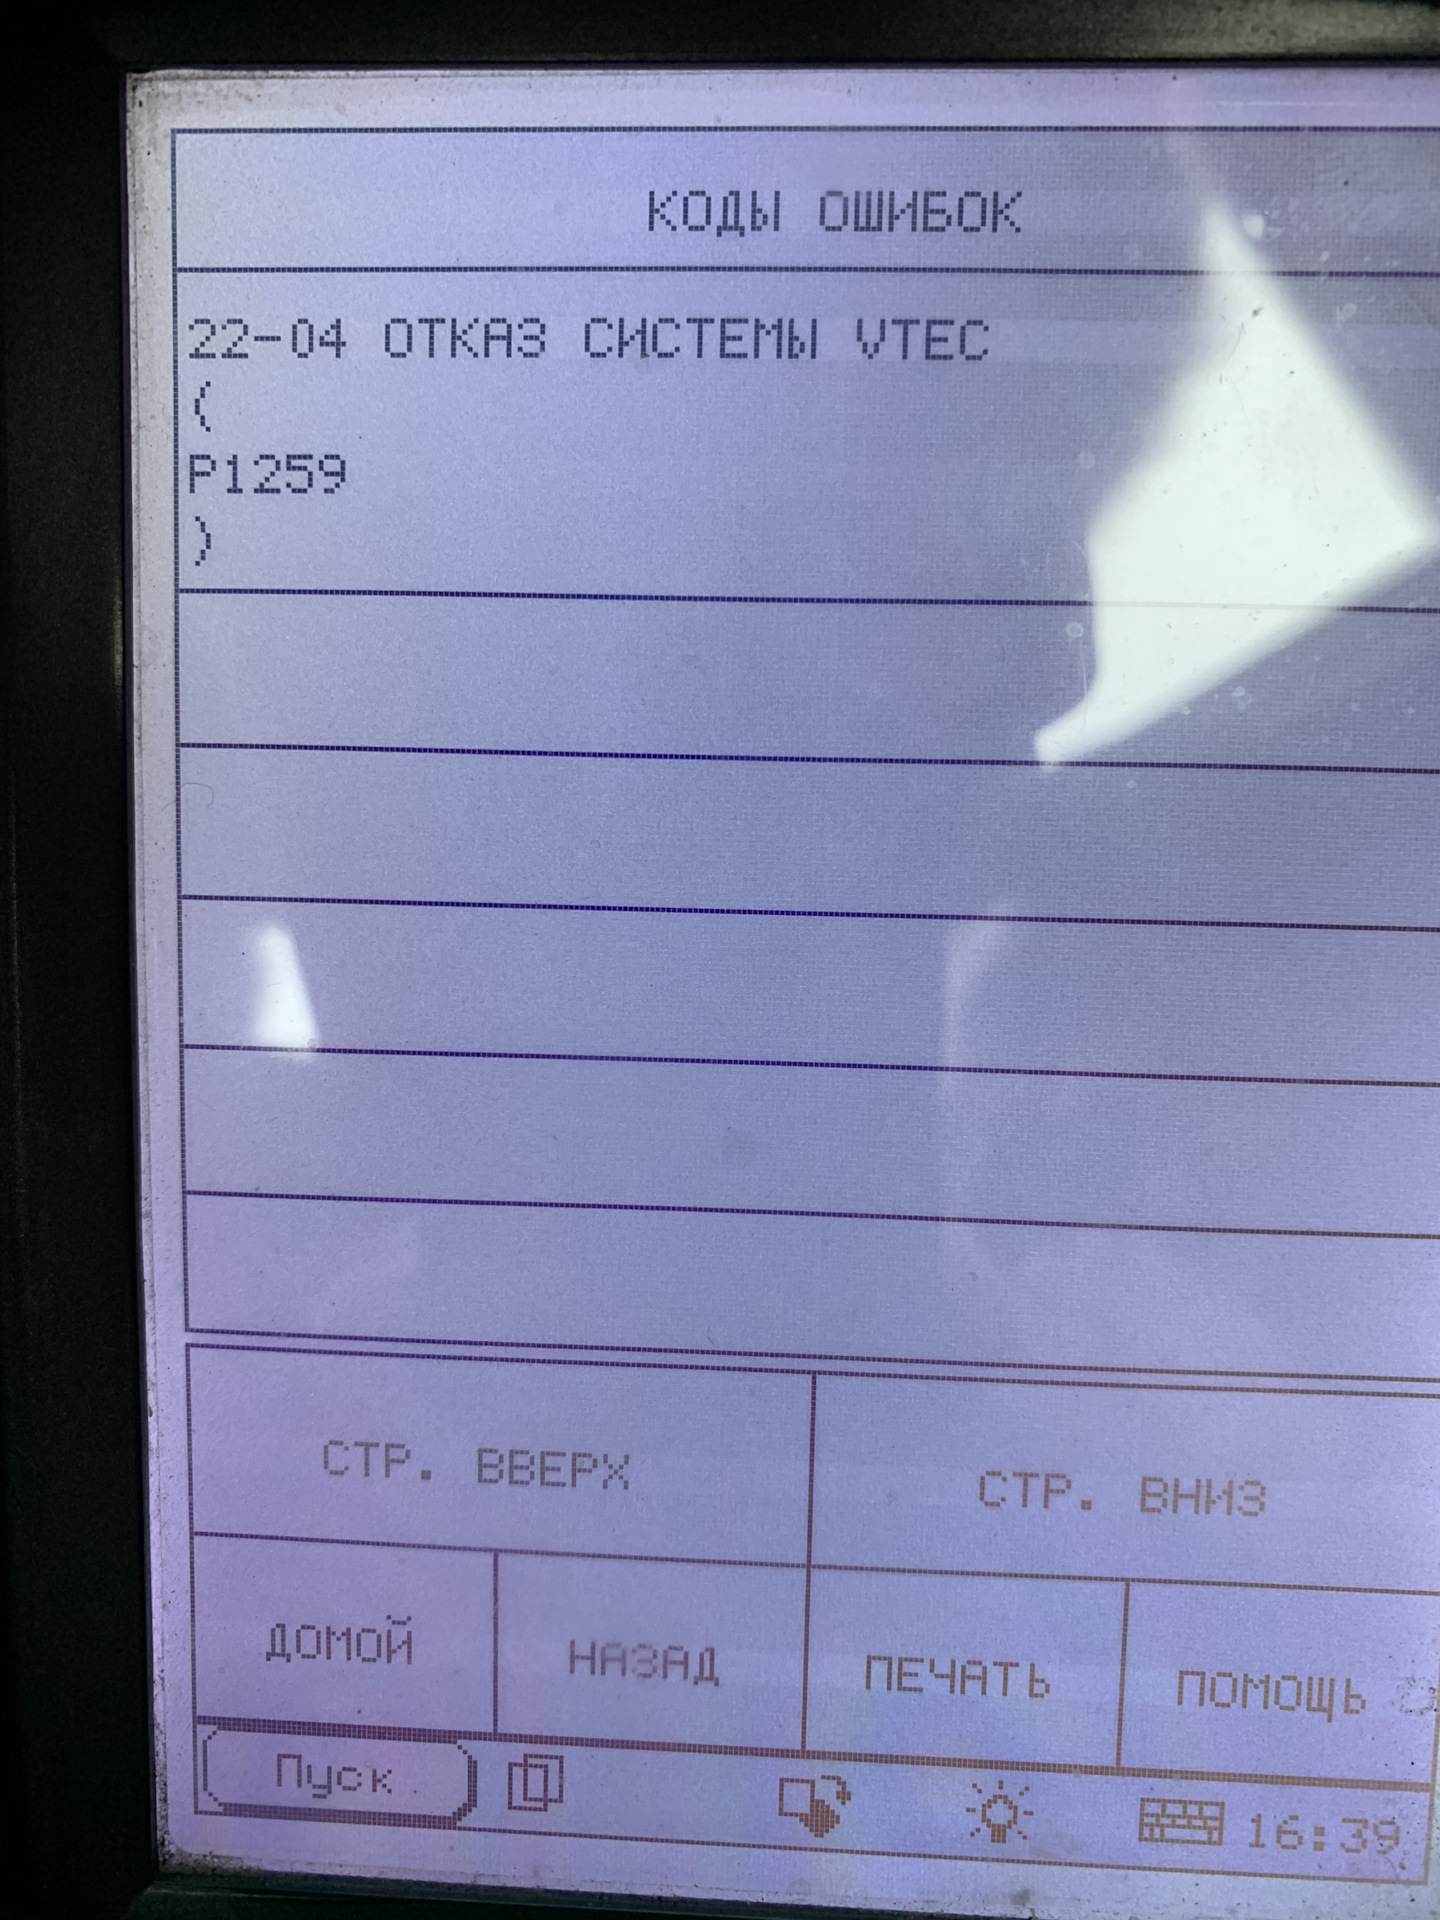 КОДЫ ОШИБОК
22-04 ОТКАЗ СИСТЕМЫ VTEC
(
P1259
)
СТР. ВВЕРХ
СТР. ВНИЗ
ДОМОЙ
НАЗАД
ПЕЧАТЬ
ПОМОЩЬ
Пуск
16:39